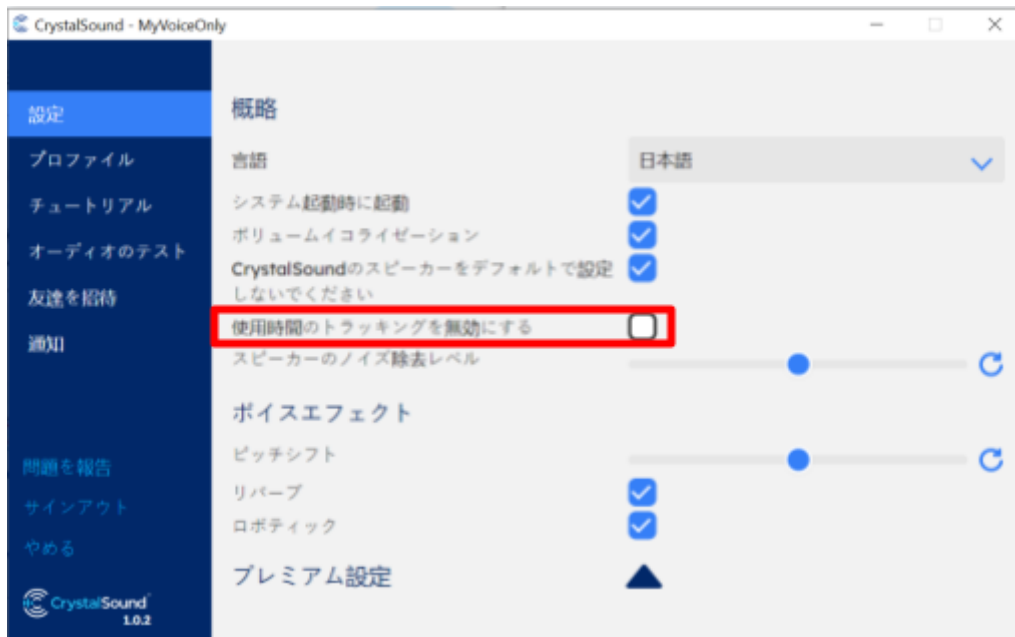 CrystalSound - MyVoiceOnly
設定
プロファイル
チュートリアル
オーディオのテスト
友達を招待
通知
問題を報告
サインアウト
やめる
CrystalSound
1.0.2
概略
言語
日本語
システム起動時に起動
ボリュームイコライゼーション
CrystalSoundのスピーカーをデフォルトで設定
しないでください
使用時間のトラッキングを無効にする
スピーカーのノイズ除去レベル
ボイスエフェクト
ピッチシフト
リバーブ
ロボティック
プレミアム設定